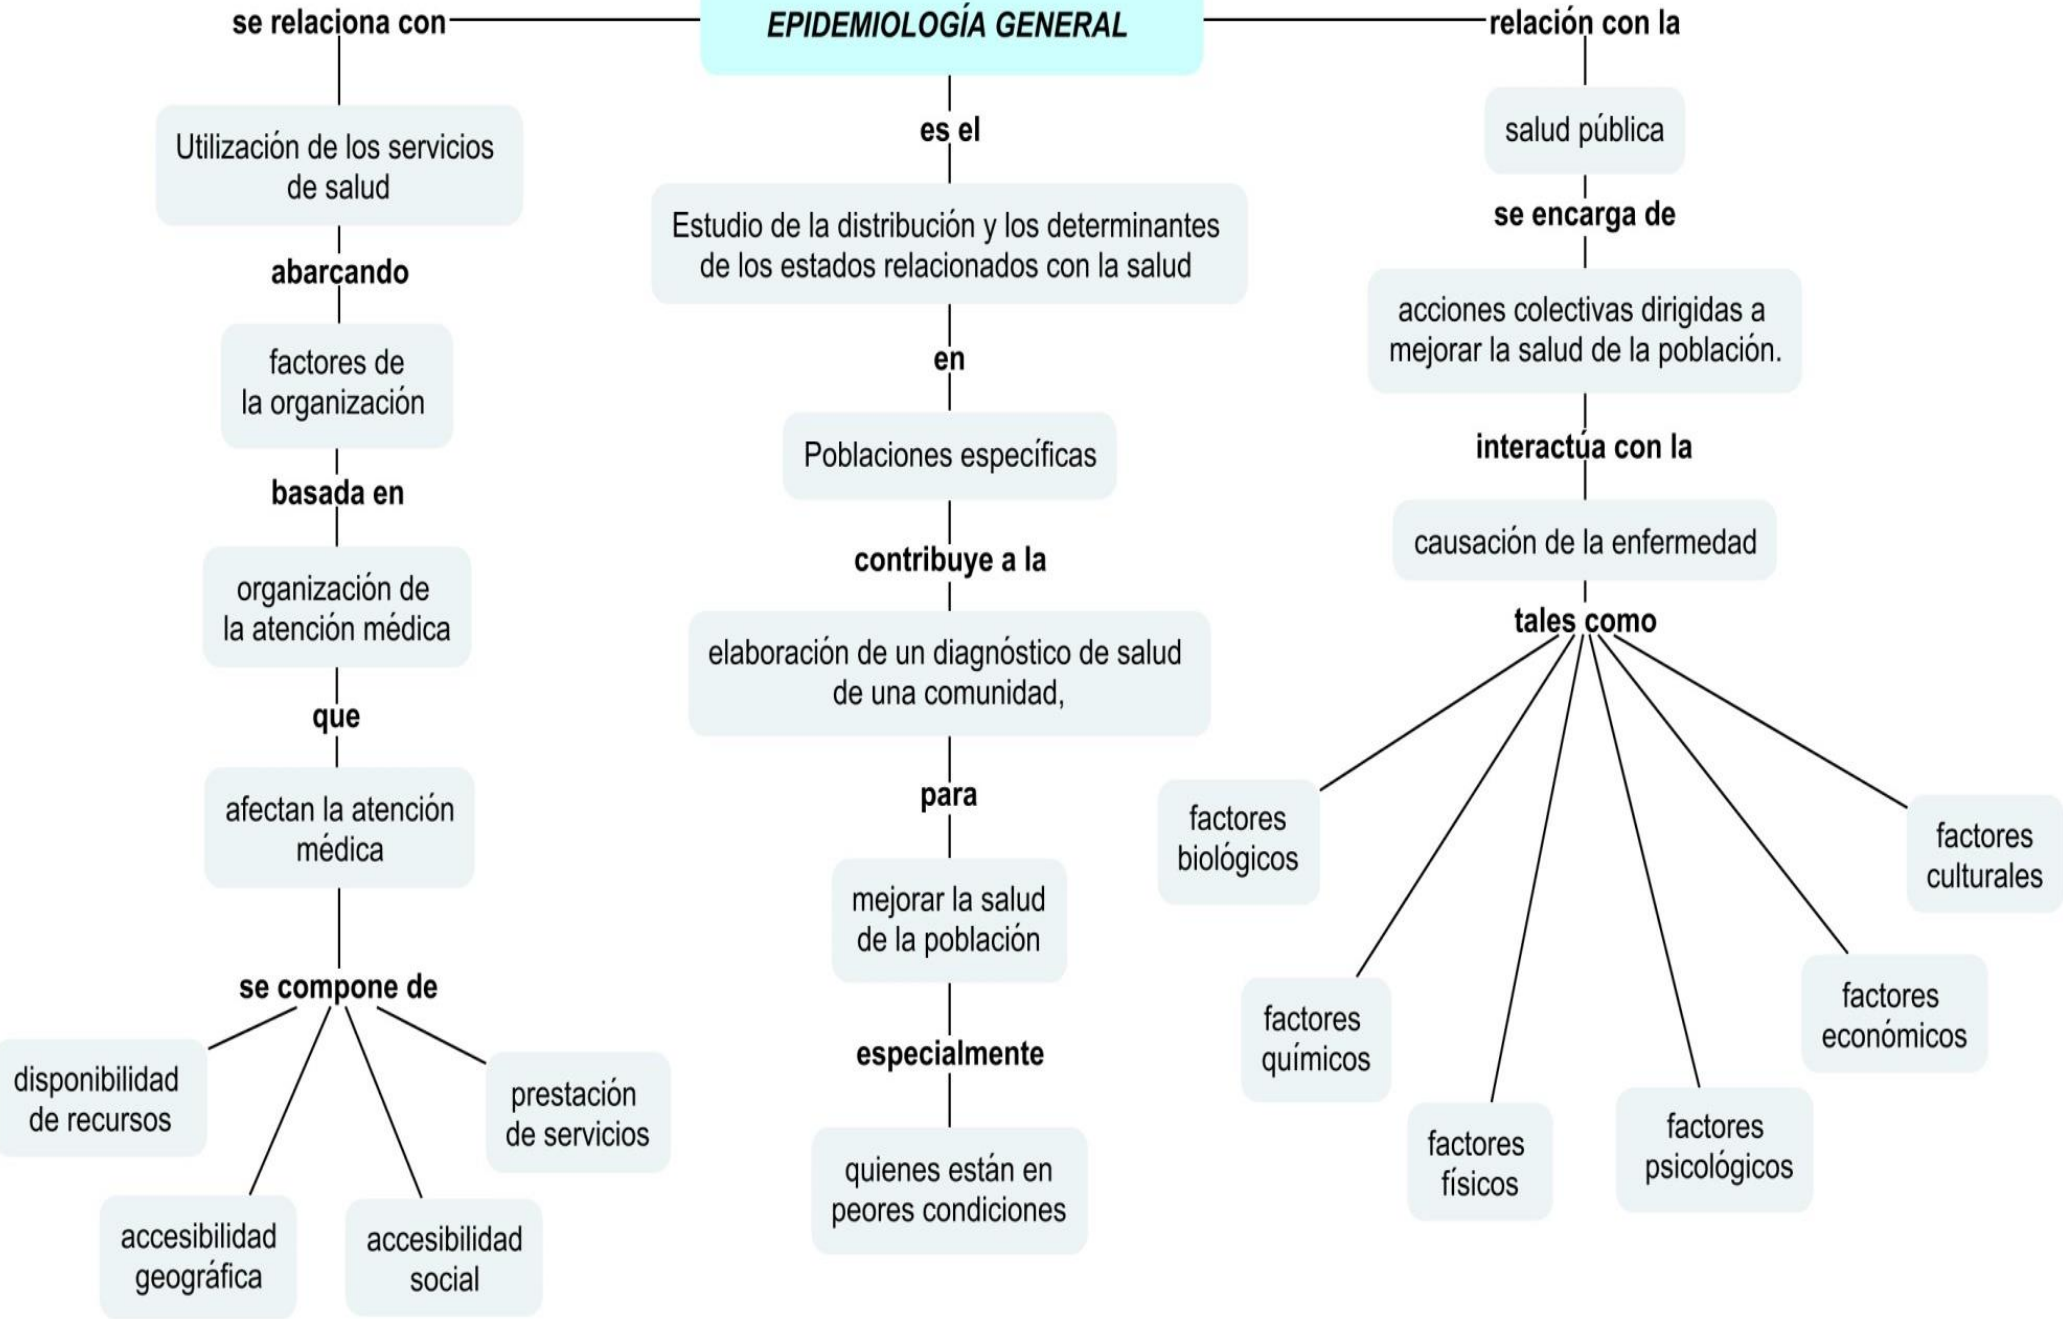 EPIDEMIOLOGÍA GENERAL
se relaciona con
Utilización de los servicios
de salud
abarcando
factores de
la organización
basada en
organización de
la atención médica
que
afectan la atención
médica
se compone de
disponibilidad
de recursos
accesibilidad
geográfica
accesibilidad
social
prestación
de servicios
es el
Estudio de la distribución y los determinantes
de los estados relacionados con la salud
en
Poblaciones específicas
contribuye a la
elaboración de un diagnóstico de salud
de una comunidad,
para
mejorar la salud
de la población
especialmente
quienes están en
peores condiciones
relación con la
salud pública
se encarga de
acciones colectivas dirigidas a
mejorar la salud de la población.
interactúa con la
causación de la enfermedad
tales como
factores
biológicos
factores
químicos
factores
físicos
factores
psicológicos
factores
económicos
factores
culturales